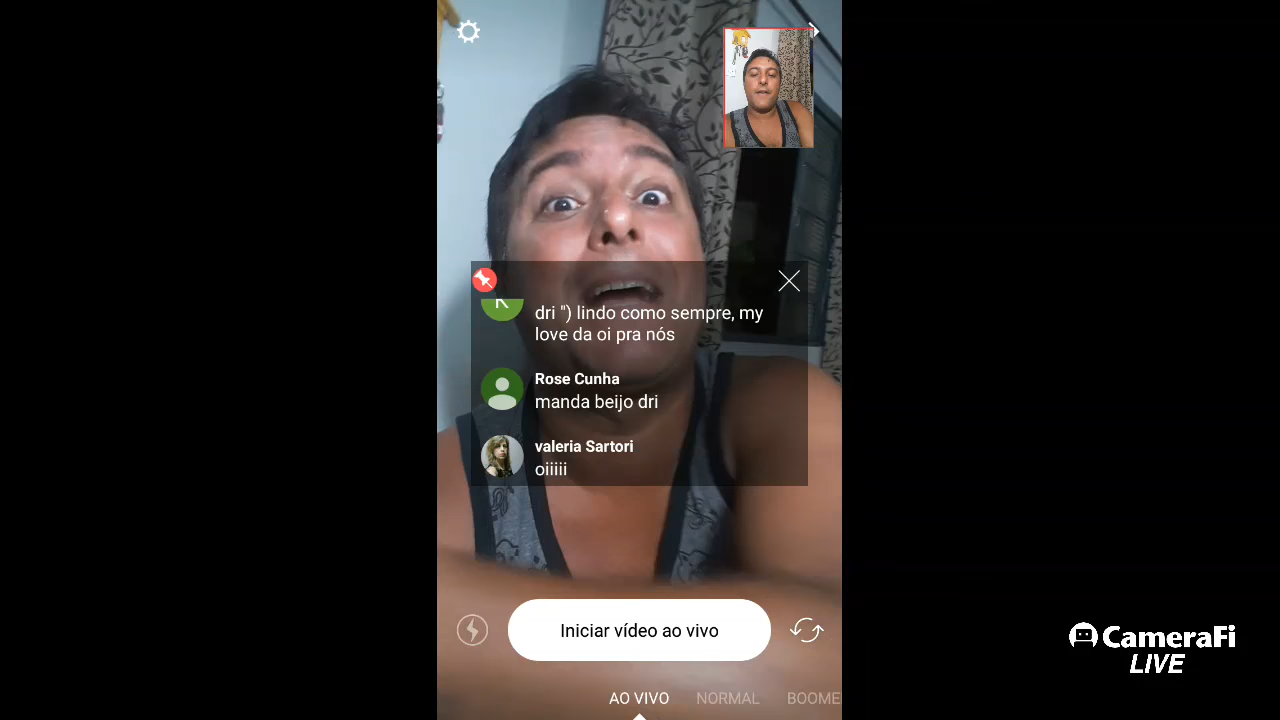 K
dri ") lindo como sempre, my
love da oi pra nós
Rose Cunha
manda beijo dri
valeria Sartori
oiiiii
Iniciar vídeo ao vivo
AO VIVO NORMAL BOOME
CameraFi
LIVE